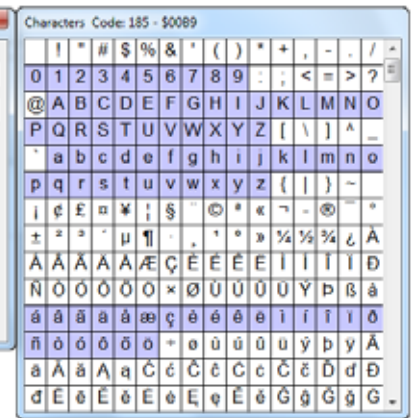 Characters Code: 185 - $00B9
! " # $ % & ' ( ) * + , - . /
0 1 2 3 4 5 6 7 8 9 : ; < = > ?
@ A B C D E F G H I J K L M N O
P Q R S T U V W X Y Z [ \ ] ^ _
` a b c d e f g h i j k l m n o
p q r s t u v w x y z { | } ~
¡ ¢ £ ¤ ¥ ¦ § ¨ © ª « ¬ - ® ¯ °
± ² ³ ´ µ ¶ · ¸ ¹ º » ¼ ½ ¾ ¿ À
Á Â Ã Ä Å Æ Ç È É Ê Ë Ì Í Î Ï Ð
Ñ Ò Ó Ô Õ Ö × Ø Ù Ú Û Ü Ý Þ ß à
á â ã ä å æ ç è é ê ë ì í î ï ð
ñ ò ó ô õ ö ÷ ø ù ú û ü ý þ ÿ Ā
ā Ă ă Ą ą Ć ć Ĉ ĉ Ċ ċ Č č Ď ď Đ
đ Ē ē Ĕ ĕ Ė ė Ę ę Ě ě Ĝ ĝ Ğ ğ Ġ